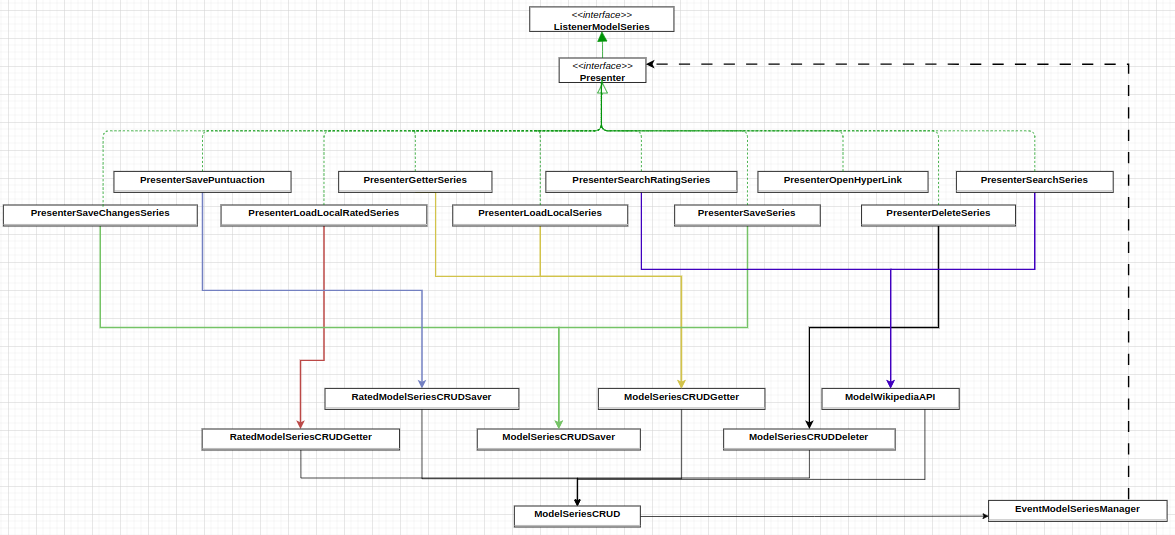 <<interface>>
ListenerModelSeries
<<interface>>
Presenter
PresenterSavePuntuaction
PresenterGetterSeries
PresenterSearchRatingSeries
PresenterOpenHyperLink
PresenterSearchSeries
PresenterSaveChangesSeries
PresenterLoadLocalRatedSeries
PresenterLoadLocalSeries
PresenterSaveSeries
PresenterDeleteSeries
RatedModelSeriesCRUDSaver
ModelSeriesCRUDGetter
ModelWikipediaAPI
RatedModelSeriesCRUDGetter
ModelSeriesCRUDSaver
ModelSeriesCRUDDeleter
ModelSeriesCRUD
EventModelSeriesManager